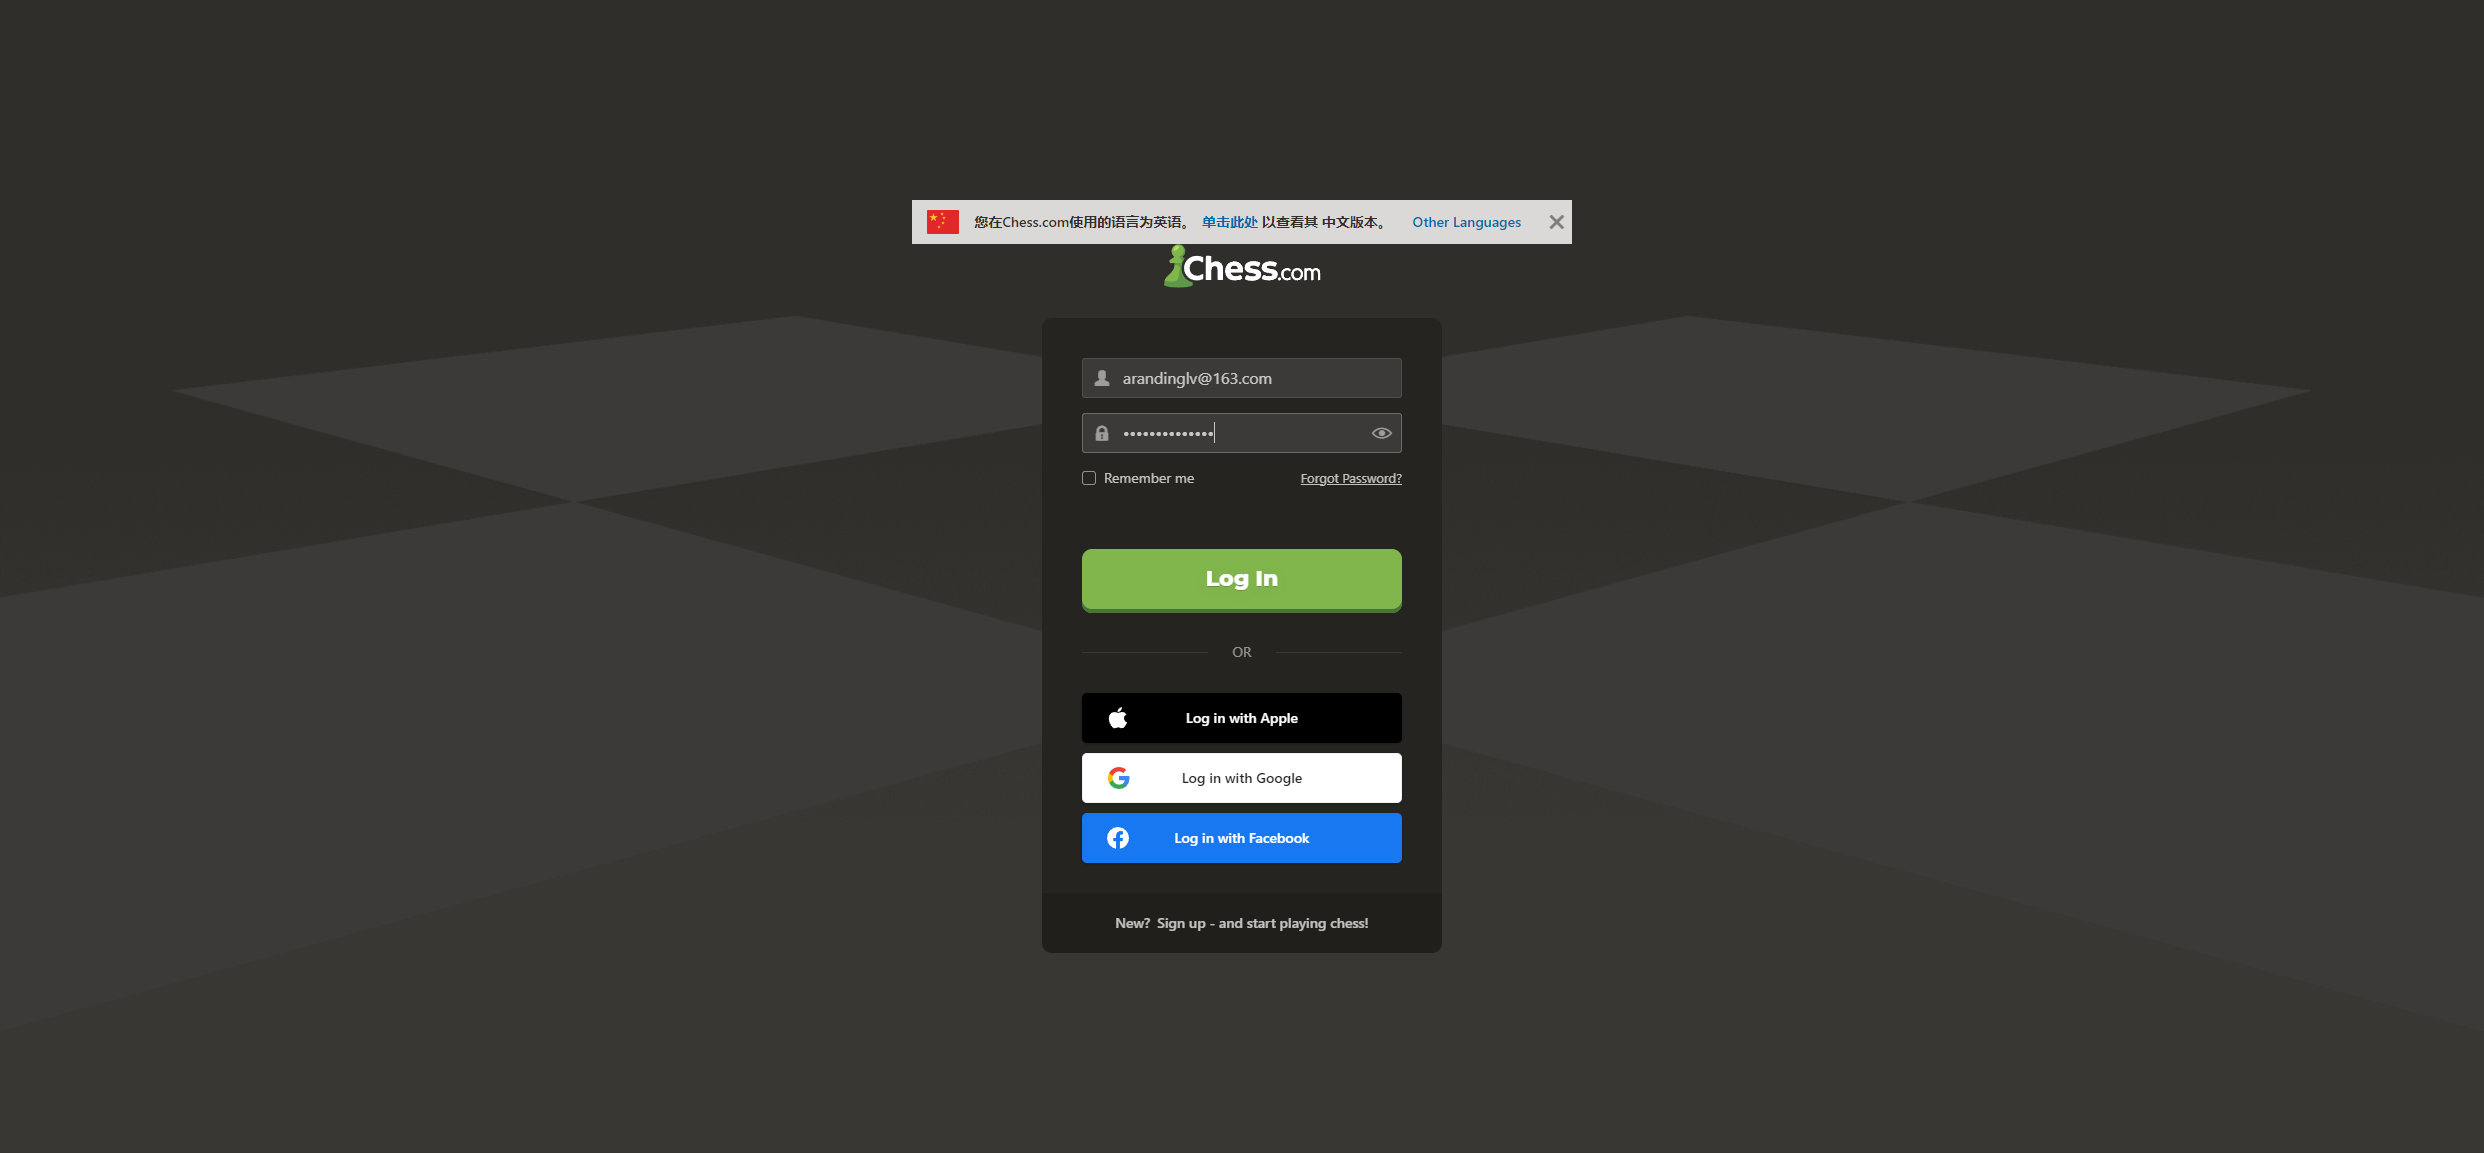 您在Chess.com使用的语言为英语。 单击此处 以查看其 中文版本。 Other Languages
Chess.com
arandinglv@163.com
••••••••••••••
Remember me Forgot Password?
Log In
OR
Log in with Apple
Log in with Google
Log in with Facebook
New? Sign up - and start playing chess!